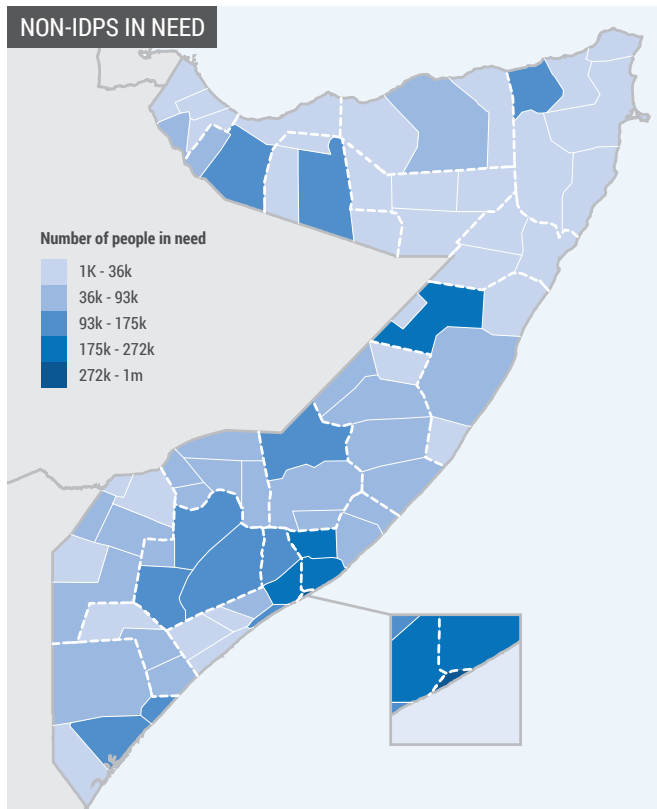 NON-IDPS IN NEED
Number of people in need
1K - 36k
36k - 93k
93k - 175k
175k - 272k
272k - 1m